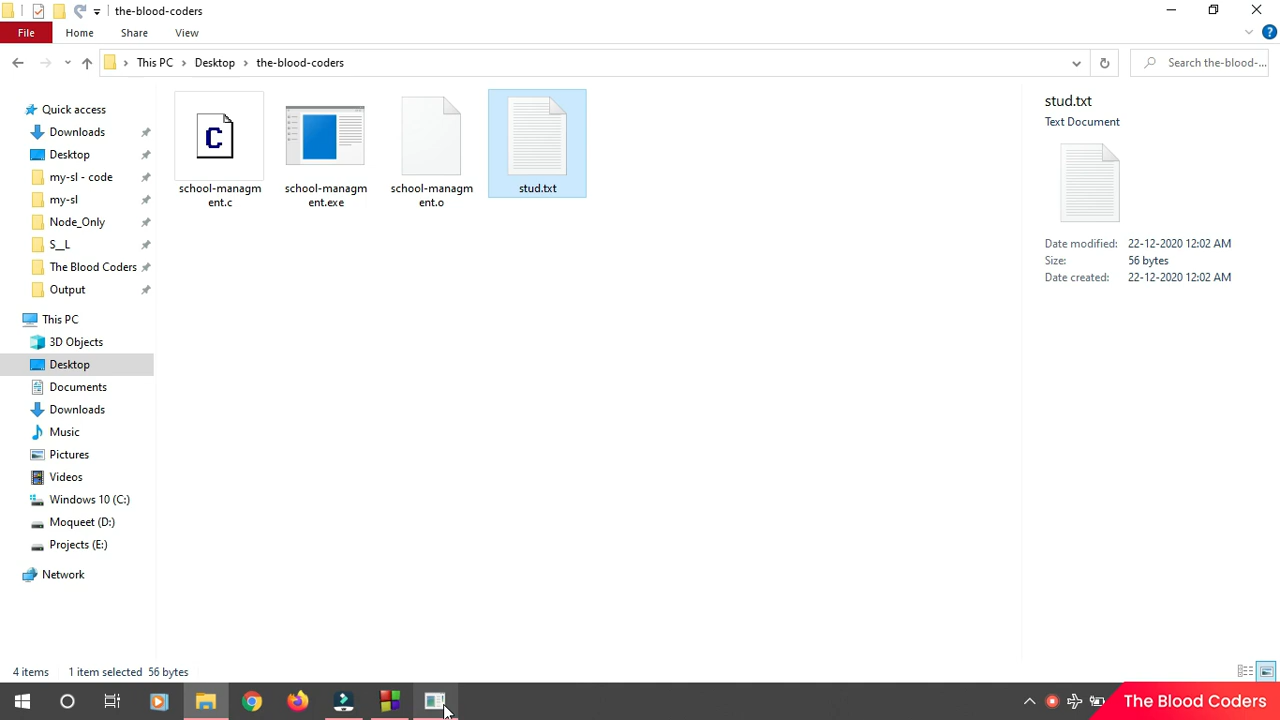 the-blood-coders
File
Home
Share
View
This PC
Desktop
the-blood-coders
Search the-blood-...
Quick access
Downloads
Desktop
my-sl - code
my-sl
Node_Only
S__L
The Blood Coders
Output
This PC
3D Objects
Desktop
Documents
Downloads
Music
Pictures
Videos
Windows 10 (C:)
Moqueet (D:)
Projects (E:)
Network
C
school-managm
ent.c
school-managm
ent.exe
school-managm
ent.o
stud.txt
stud.txt
Text Document
Date modified: 22-12-2020 12:02 AM
Size: 56 bytes
Date created: 22-12-2020 12:02 AM
4 items
1 item selected 56 bytes
The Blood Coders